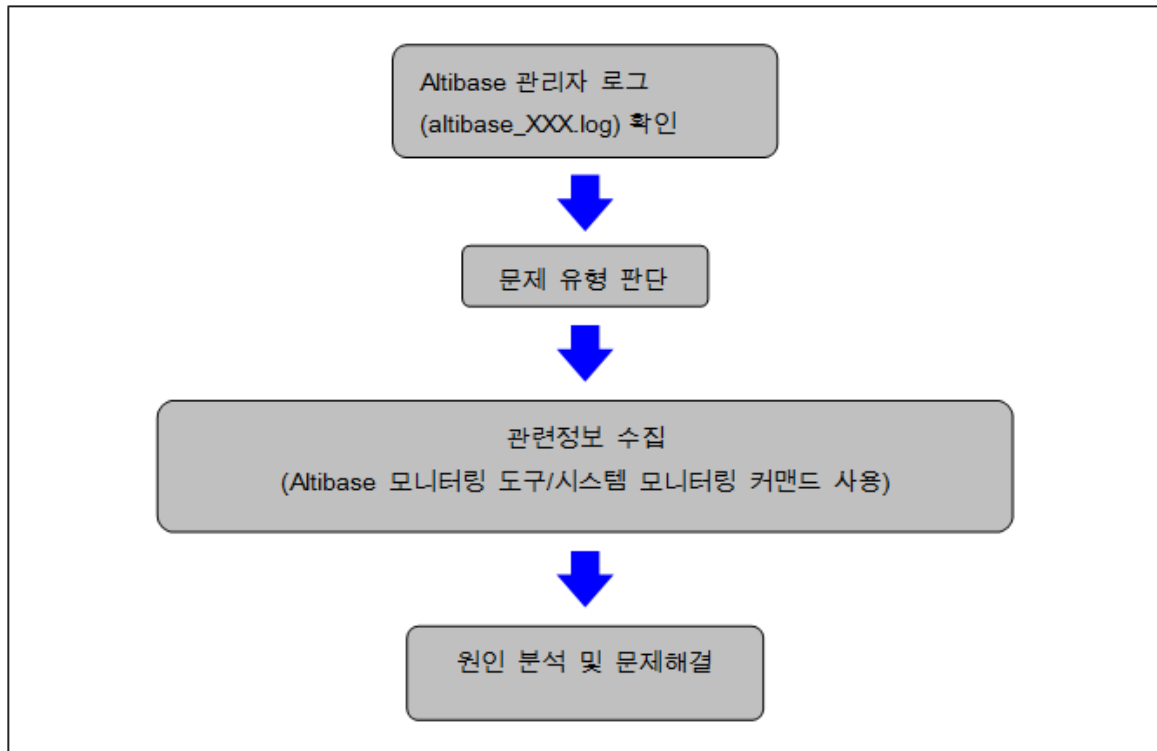 Altibase 관리자 로그
(altibase_XXX.log) 확인
문제 유형 판단
관련정보 수집
(Altibase 모니터링 도구/시스템 모니터링 커맨드 사용)
원인 분석 및 문제해결